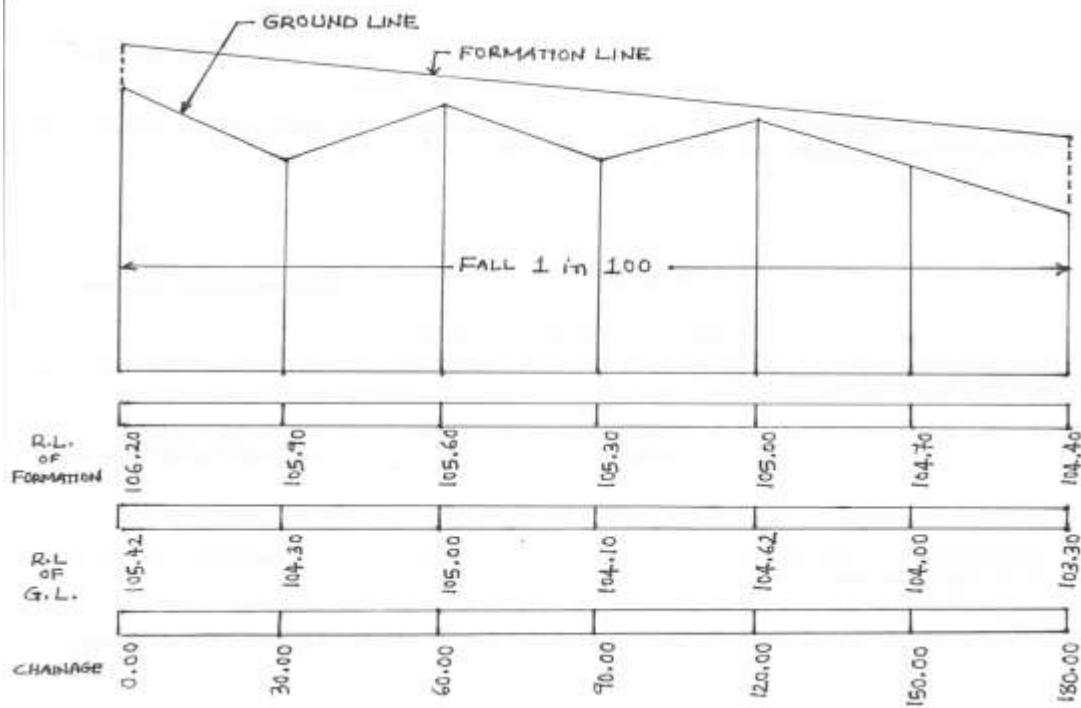 GROUND LINE
FORMATION LINE
FALL 1 in 100
R.L.
OF
FORMATION
106.20 105.90 105.60 105.30 105.00 104.70 104.40
R.L
OF
G.L.
105.42 104.30 105.00 104.10 104.62 104.00 103.30
CHAINAGE
0.00 30.00 60.00 90.00 120.00 150.00 180.00